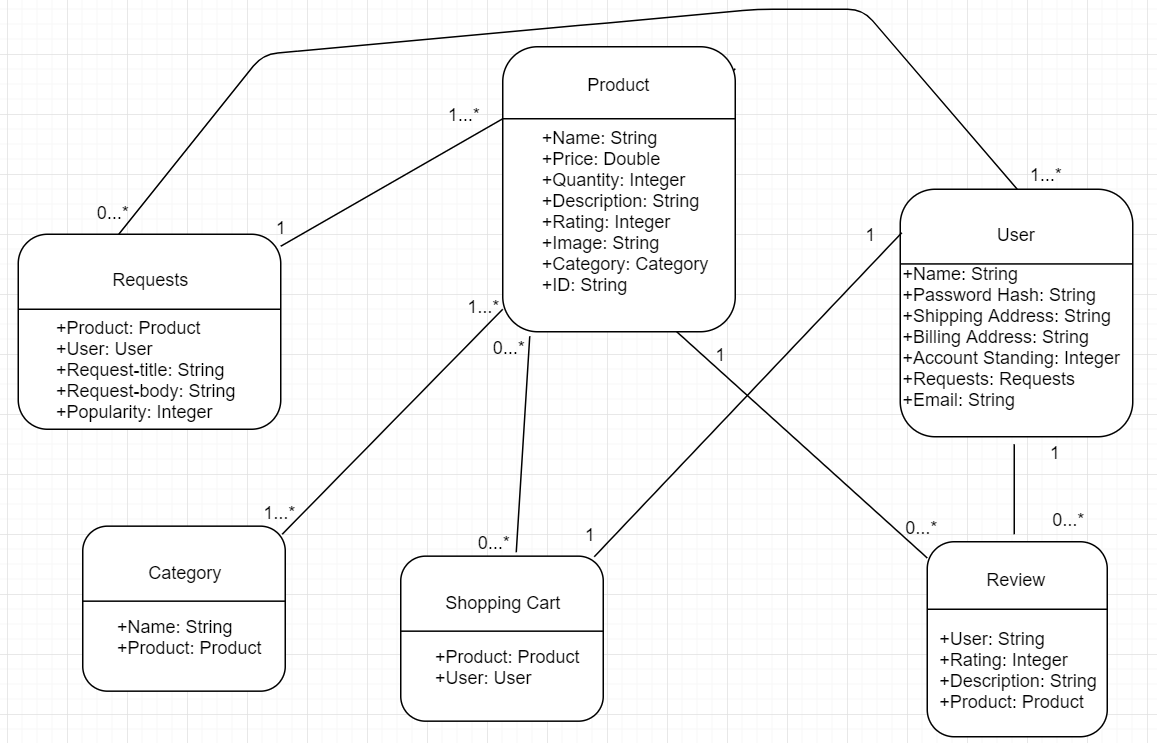 Product
+Name: String
+Price: Double
+Quantity: Integer
+Description: String
+Rating: Integer
+Image: String
+Category: Category
+ID: String
1...*
1...*
0...*
1
Requests
+Product: Product
+User: User
+Request-title: String
+Request-body: String
+Popularity: Integer
0...*
1
User
+Name: String
+Password Hash: String
+Shipping Address: String
+Billing Address: String
+Account Standing: Integer
+Requests: Requests
+Email: String
1...*
1
1
Category
+Name: String
+Product: Product
1...*
Shopping Cart
+Product: Product
+User: User
0...*
1
Review
+User: String
+Rating: Integer
+Description: String
+Product: Product
0...*
0...*